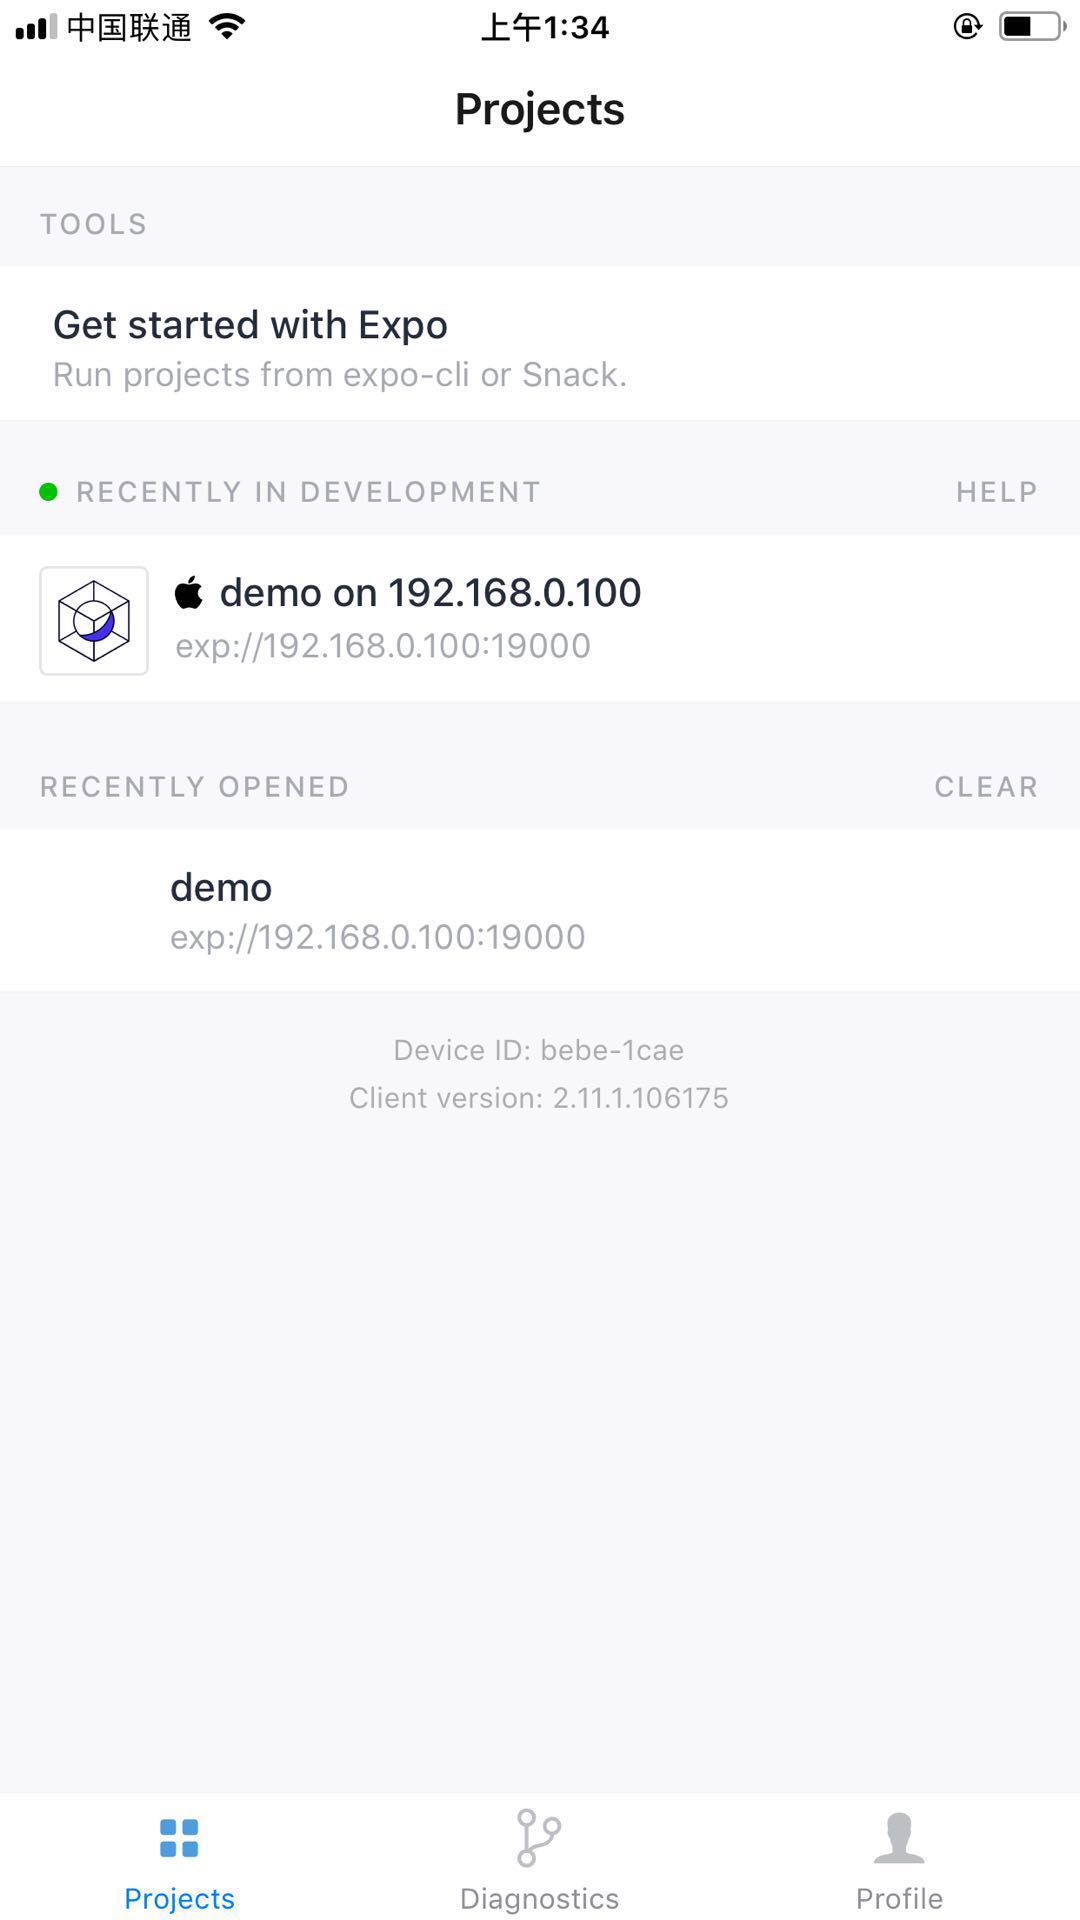 中国联通
上午1:34
Projects
TOOLS
Get started with Expo
Run projects from expo-cli or Snack.
RECENTLY IN DEVELOPMENT
HELP
demo on 192.168.0.100
exp://192.168.0.100:19000
RECENTLY OPENED
CLEAR
demo
exp://192.168.0.100:19000
Device ID: bebe-1cae
Client version: 2.11.1.106175
Projects
Diagnostics
Profile